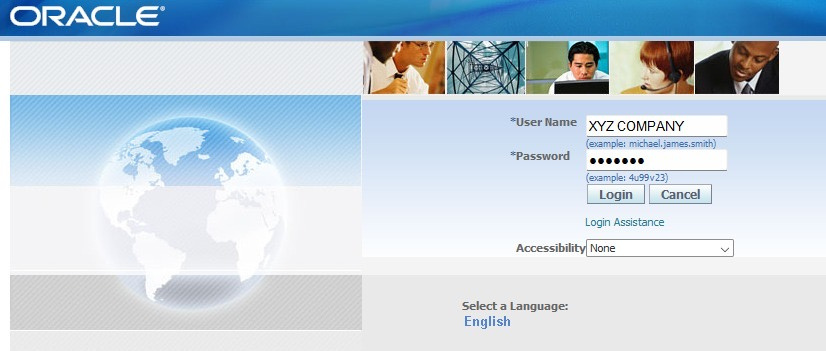 ORACLE®
*User Name XYZ COMPANY
(example: michael.james.smith)
*Password ●●●●●●●
(example: 4u99v23)
Login Cancel
Login Assistance
Accessibility None
Select a Language:
English